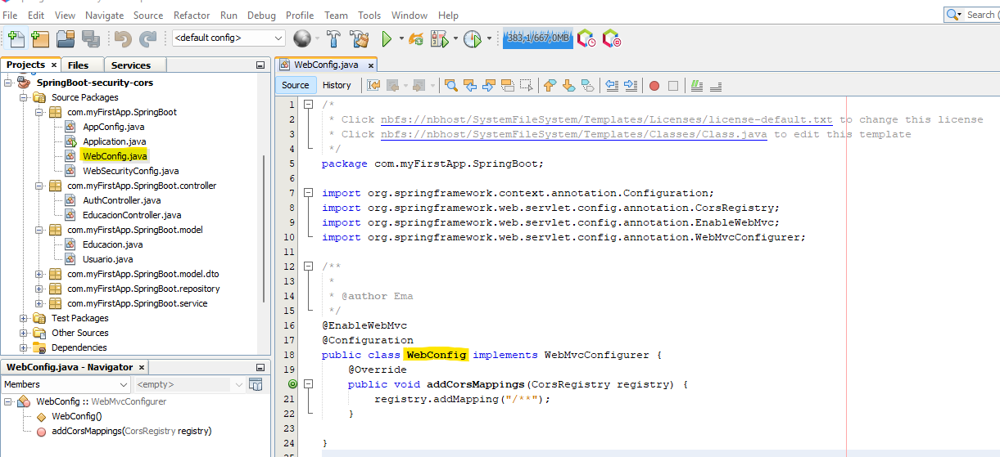 File Edit View Navigate Source Refactor Run Debug Profile Team Tools Window Help
Search (
<default config>
383,1/667,0MB
Projects × Files Services
SpringBoot-security-cors
Source Packages
com.myFirstApp.SpringBoot
AppConfig.java
Application.java
WebConfig.java
WebSecurityConfig.java
com.myFirstApp.SpringBoot.controller
AuthController.java
EducacionController.java
com.myFirstApp.SpringBoot.model
Educacion.java
Usuario.java
com.myFirstApp.SpringBoot.model.dto
com.myFirstApp.SpringBoot.repository
com.myFirstApp.SpringBoot.service
Test Packages
Other Sources
Dependencies
WebConfig.java - Navigator ×
Members
<empty>
WebConfig :: WebMvcConfigurer
WebConfig()
addCorsMappings(CorsRegistry registry)
WebConfig.java ×
Source History
1 /*
2 * Click nbfs://nbhost/SystemFileSystem/Templates/Licenses/license-default.txt to change this license
3 * Click nbfs://nbhost/SystemFileSystem/Templates/Classes/Class.java to edit this template
4 */
5 package com.myFirstApp.SpringBoot;
6
7 import org.springframework.context.annotation.Configuration;
8 import org.springframework.web.servlet.config.annotation.CorsRegistry;
9 import org.springframework.web.servlet.config.annotation.EnableWebMvc;
10 import org.springframework.web.servlet.config.annotation.WebMvcConfigurer;
11
12 /**
13 *
14 * @author Ema
15 */
16 @EnableWebMvc
17 @Configuration
18 public class WebConfig implements WebMvcConfigurer {
19 @Override
public void addCorsMappings(CorsRegistry registry) {
21 registry.addMapping("/**");
22 }
23
24 }